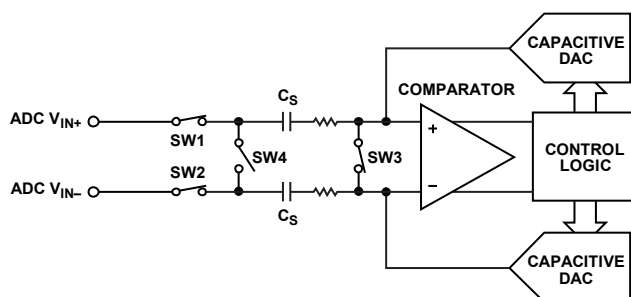 CAPACITIVE
DAC
COMPARATOR
ADC VIN+
CS
SW1
+
SW4
SW3
CONTROL
LOGIC
SW2
ADC VIN–
–
CS
CAPACITIVE
DAC